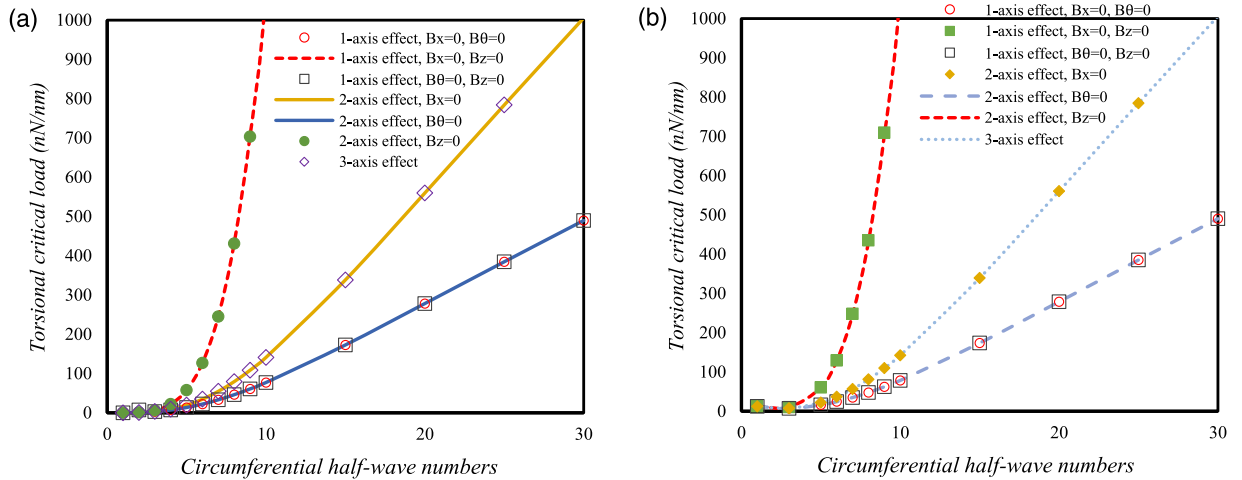 (a)
1000
900
800
700
600
500
400
300
200
100
0
0
10
20
30
Torsional critical load (nN/nm)
Circumferential half-wave numbers
1-axis effect, Bx=0, Bθ=0
1-axis effect, Bx=0, Bz=0
1-axis effect, Bθ=0, Bz=0
2-axis effect, Bx=0
2-axis effect, Bθ=0
2-axis effect, Bz=0
3-axis effect
(b)
1000
900
800
700
600
500
400
300
200
100
0
0
10
20
30
Torsional critical load (nN/nm)
Circumferential half-wave numbers
1-axis effect, Bx=0, Bθ=0
1-axis effect, Bx=0, Bz=0
1-axis effect, Bθ=0, Bz=0
2-axis effect, Bx=0
2-axis effect, Bθ=0
2-axis effect, Bz=0
3-axis effect